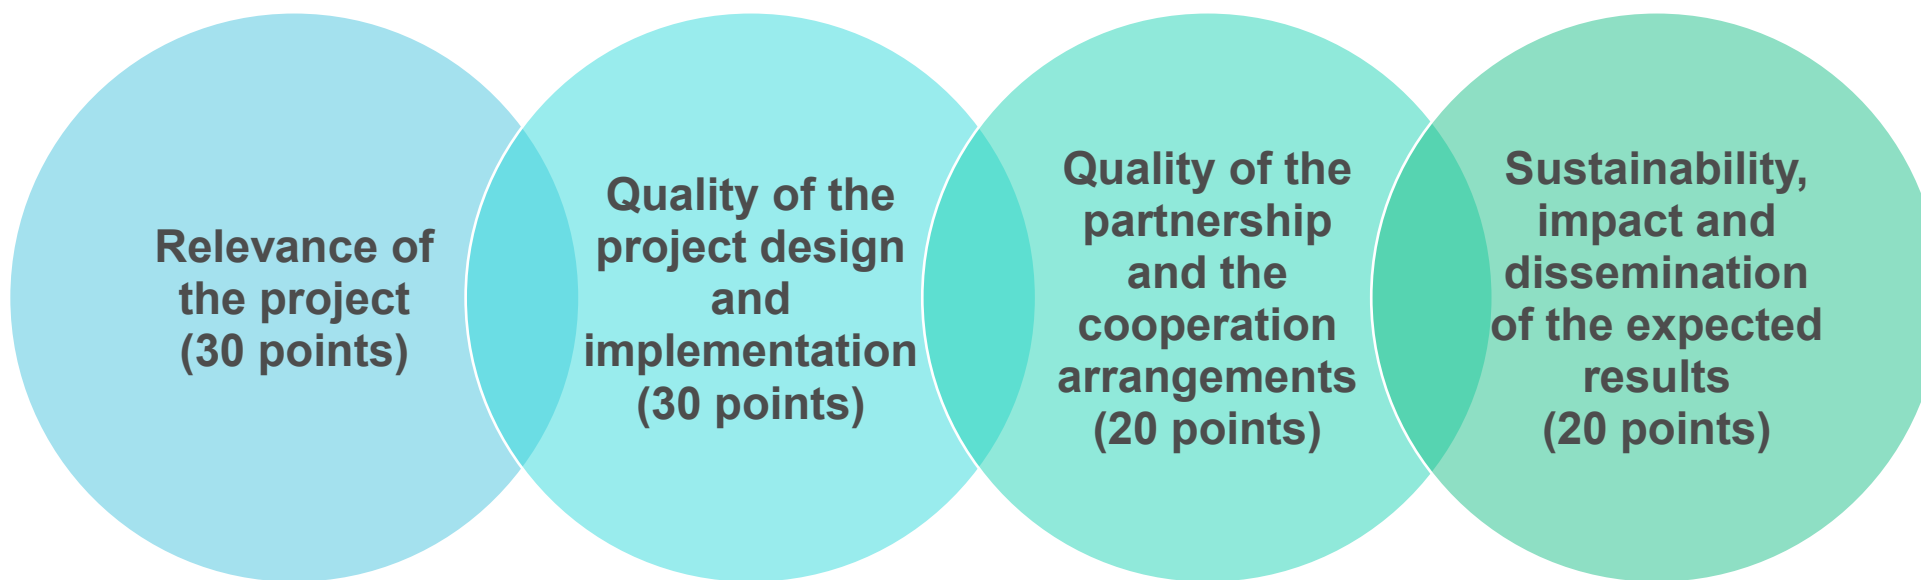 Relevance of
the project
(30 points)
Quality of the
project design
and
implementation
(30 points)
Quality of the
partnership
and the
cooperation
arrangements
(20 points)
Sustainability,
impact and
dissemination
of the expected
results
(20 points)